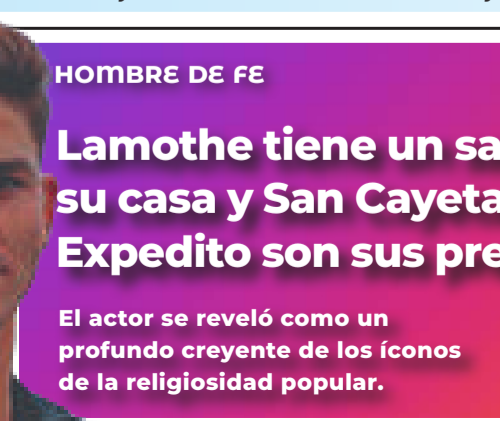 HOMBRE DE FE
Lamothe tiene un sa
su casa y San Cayeta
Expedito son sus pre
El actor se reveló como un
profundo creyente de los íconos
de la religiosidad popular.